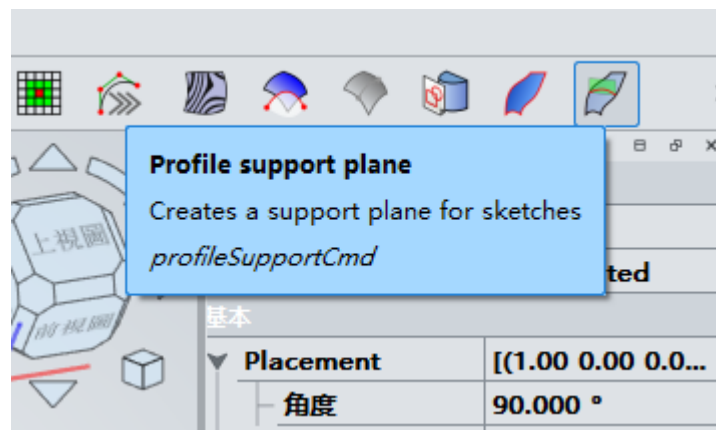 Profile support plane
Creates a support plane for sketches
profileSupportCmd
上視圖
前視圖
ted
基本
Placement [(1.00 0.00 0.0...
角度 90.000 °